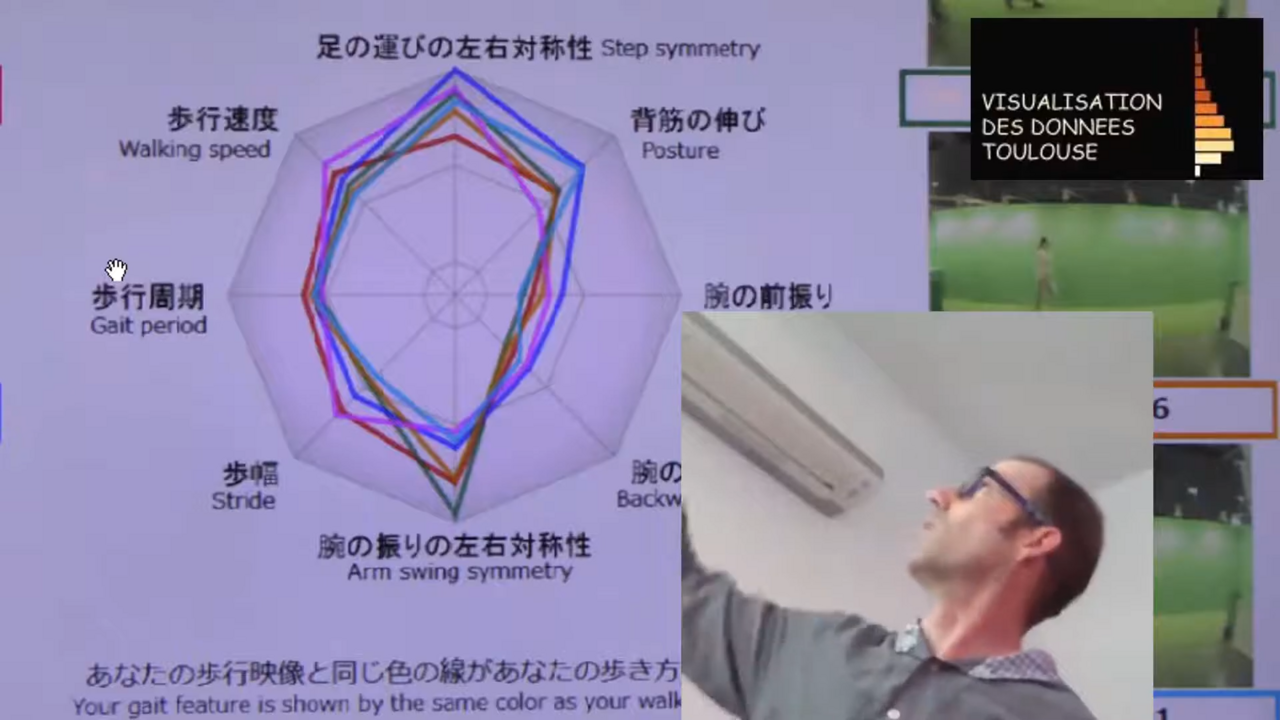 足の運びの左右対称性 Step symmetry
歩行速度
Walking speed
背筋の伸び
Posture
VISUALISATION
DES DONNEES
TOULOUSE
歩行周期
Gait period
腕の前振り
6
歩幅
Stride
腕の
Backw
腕の振りの左右対称性
Arm swing symmetry
あなたの歩行映像と同じ色の線があなたの歩き方
Your gait feature is shown by the same color as your walk
1